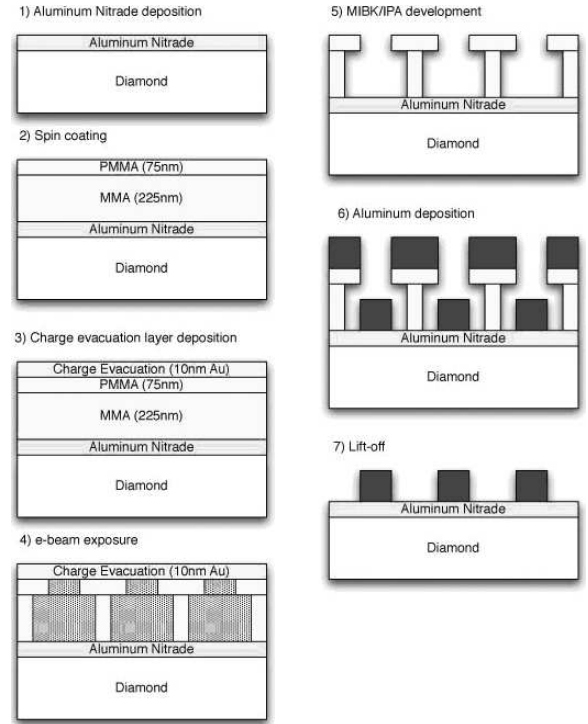 1) Aluminum Nitrade deposition
Aluminum Nitrade
Diamond
2) Spin coating
PMMA (75nm)
MMA (225nm)
Aluminum Nitrade
Diamond
3) Charge evacuation layer deposition
Charge Evacuation (10nm Au)
PMMA (75nm)
MMA (225nm)
Aluminum Nitrade
Diamond
4) e-beam exposure
Charge Evacuation (10nm Au)
Aluminum Nitrade
Diamond
5) MIBK/IPA development
Aluminum Nitrade
Diamond
6) Aluminum deposition
Aluminum Nitrade
Diamond
7) Lift-off
Aluminum Nitrade
Diamond